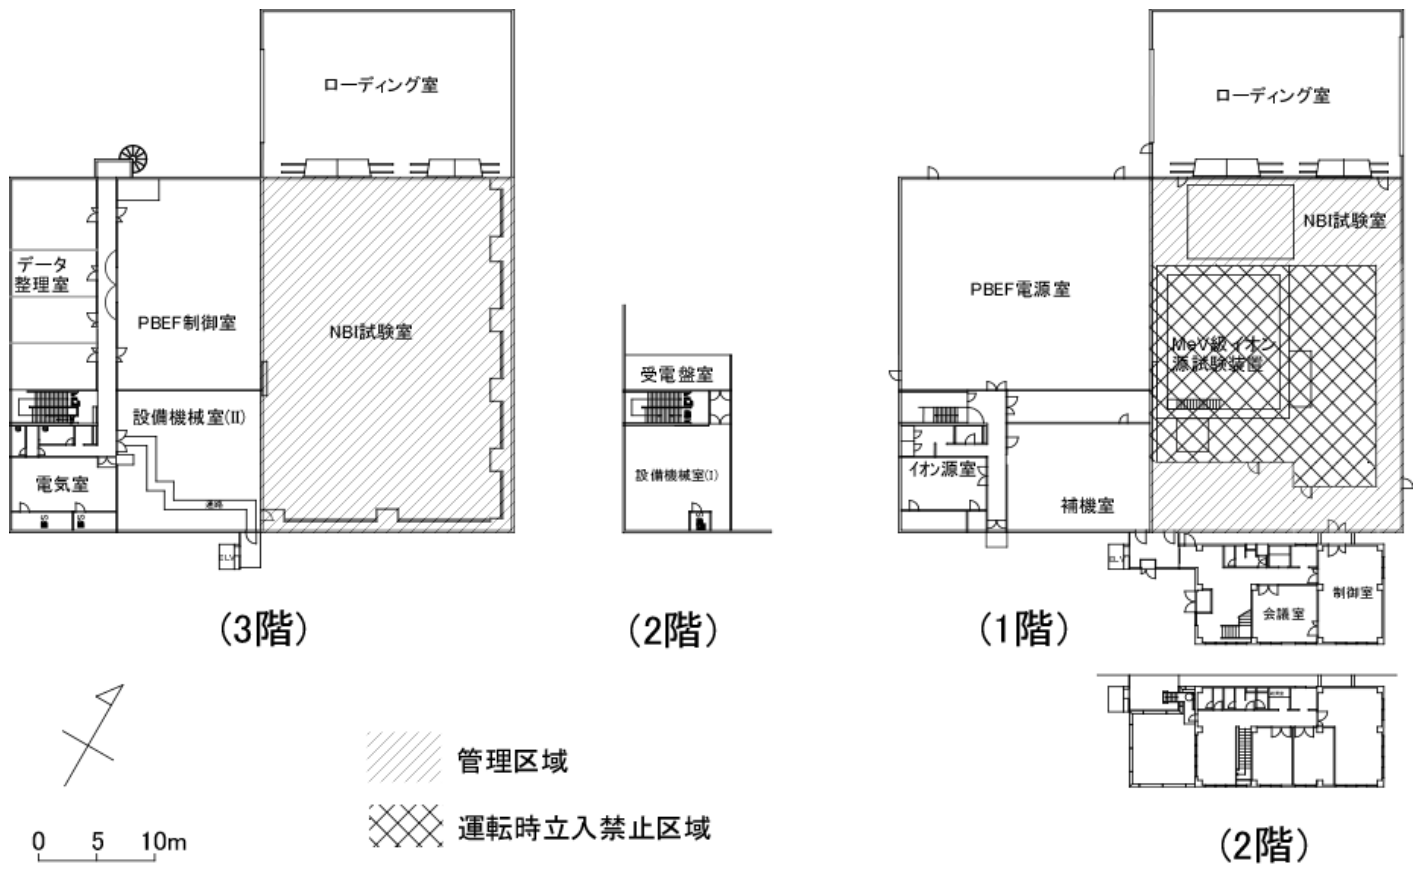 ローディング室
データ
整理室
PBEF制御室
NBI試験室
設備機械室(II)
電気室
通路
ELV
(3階)
受電盤室
設備機械室(I)
(2階)
ローディング室
NBI試験室
PBEF電源室
MeV級イオン
源試験装置
イオン源室
補機室
制御室
会議室
(1階)
(2階)
管理区域
運転時立入禁止区域
0 5 10m